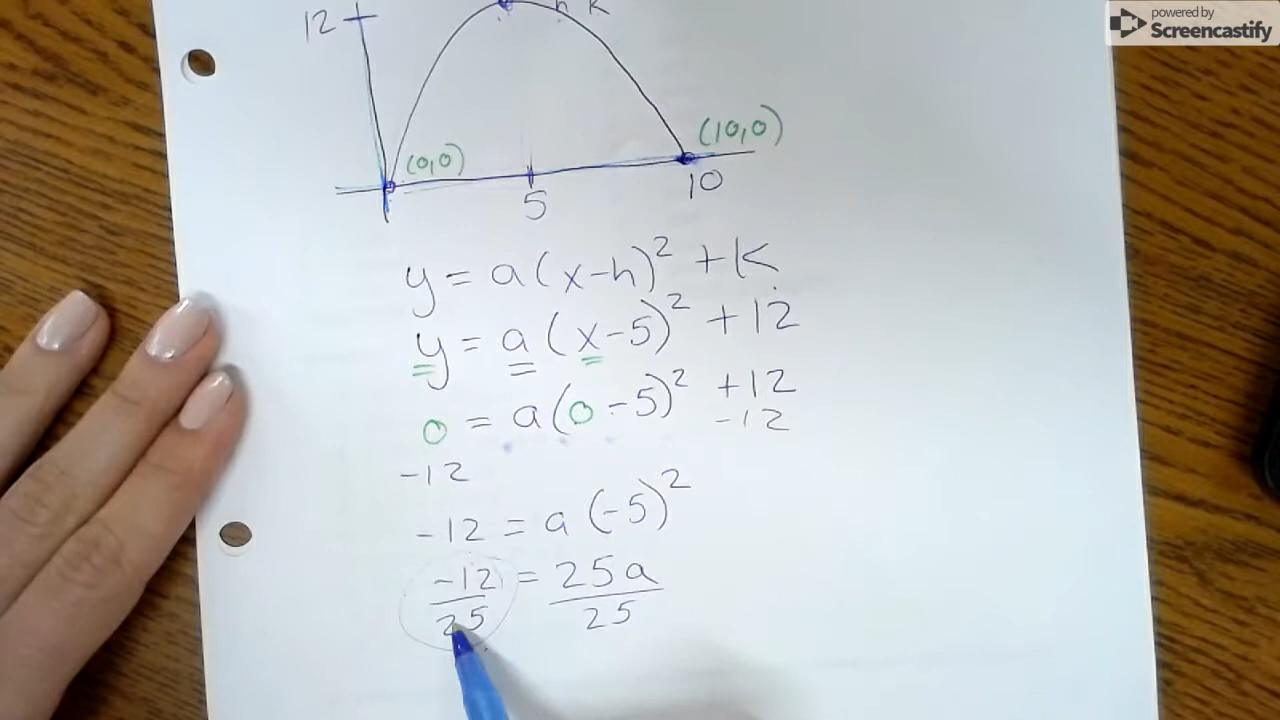 powered by
Screencastify
12
h k
(0,0)
(10,0)
5
10
y = a(x-h)² + k
y = a(x-5)² + 12
0 = a(0-5)² +12
-12
-12
-12 = a(-5)²
-12/25 = 25a/25